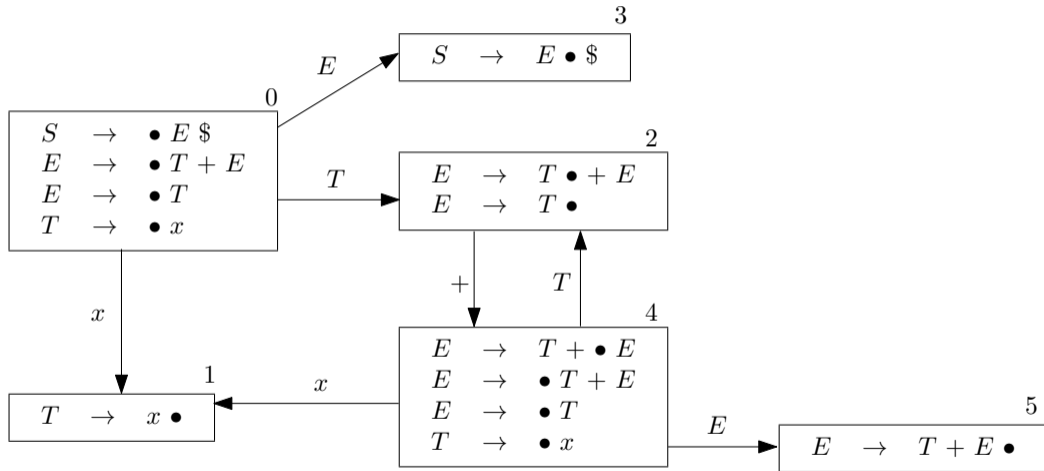 3
S → E • $
E
0
S → • E $
E → • T + E
E → • T
T → • x
T
2
E → T • + E
E → T •
x
+
T
4
E → T + • E
E → • T + E
E → • T
T → • x
1
T → x •
x
E
5
E → T + E •